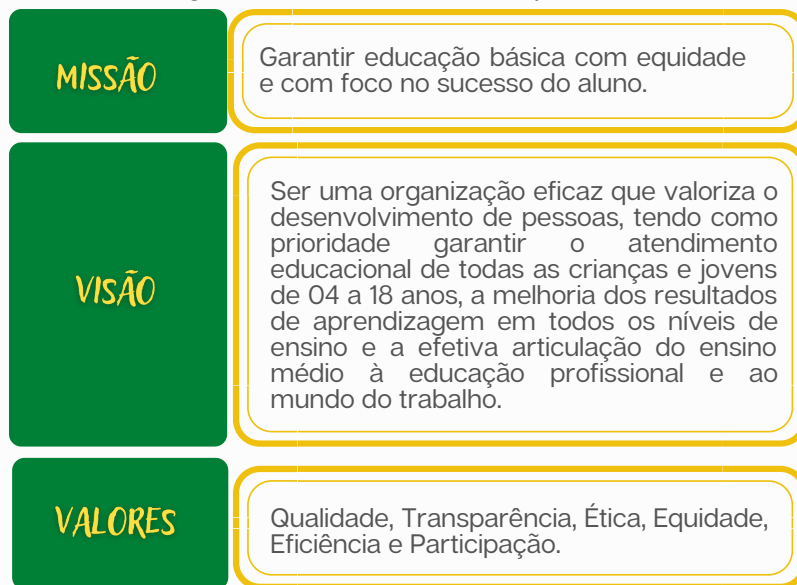 MISSÃO
Garantir educação básica com equidade
e com foco no sucesso do aluno.
VISÃO
Ser uma organização eficaz que valoriza o
desenvolvimento de pessoas, tendo como
prioridade garantir o atendimento
educacional de todas as crianças e jovens
de 04 a 18 anos, a melhoria dos resultados
de aprendizagem em todos os níveis de
ensino e a efetiva articulação do ensino
médio à educação profissional e ao
mundo do trabalho.
VALORES
Qualidade, Transparência, Ética, Equidade,
Eficiência e Participação.